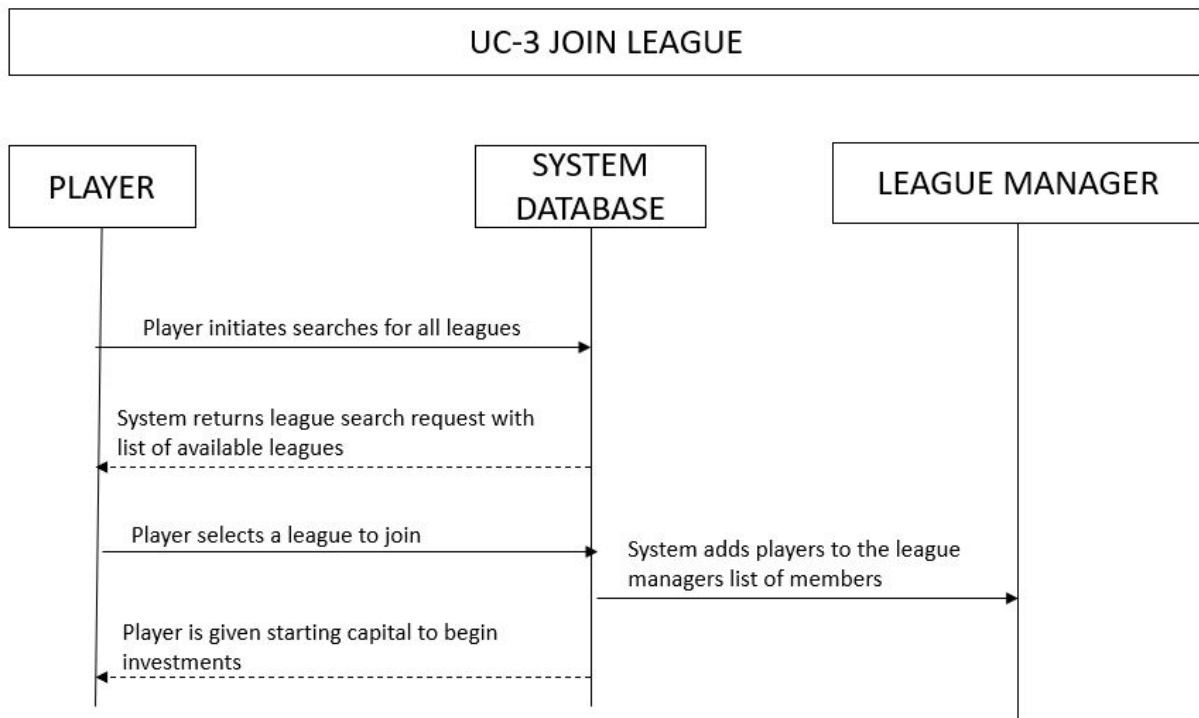 UC-3 JOIN LEAGUE
PLAYER
SYSTEM
DATABASE
LEAGUE MANAGER
Player initiates searches for all leagues
System returns league search request with
list of available leagues
Player selects a league to join
System adds players to the league
managers list of members
Player is given starting capital to begin
investments